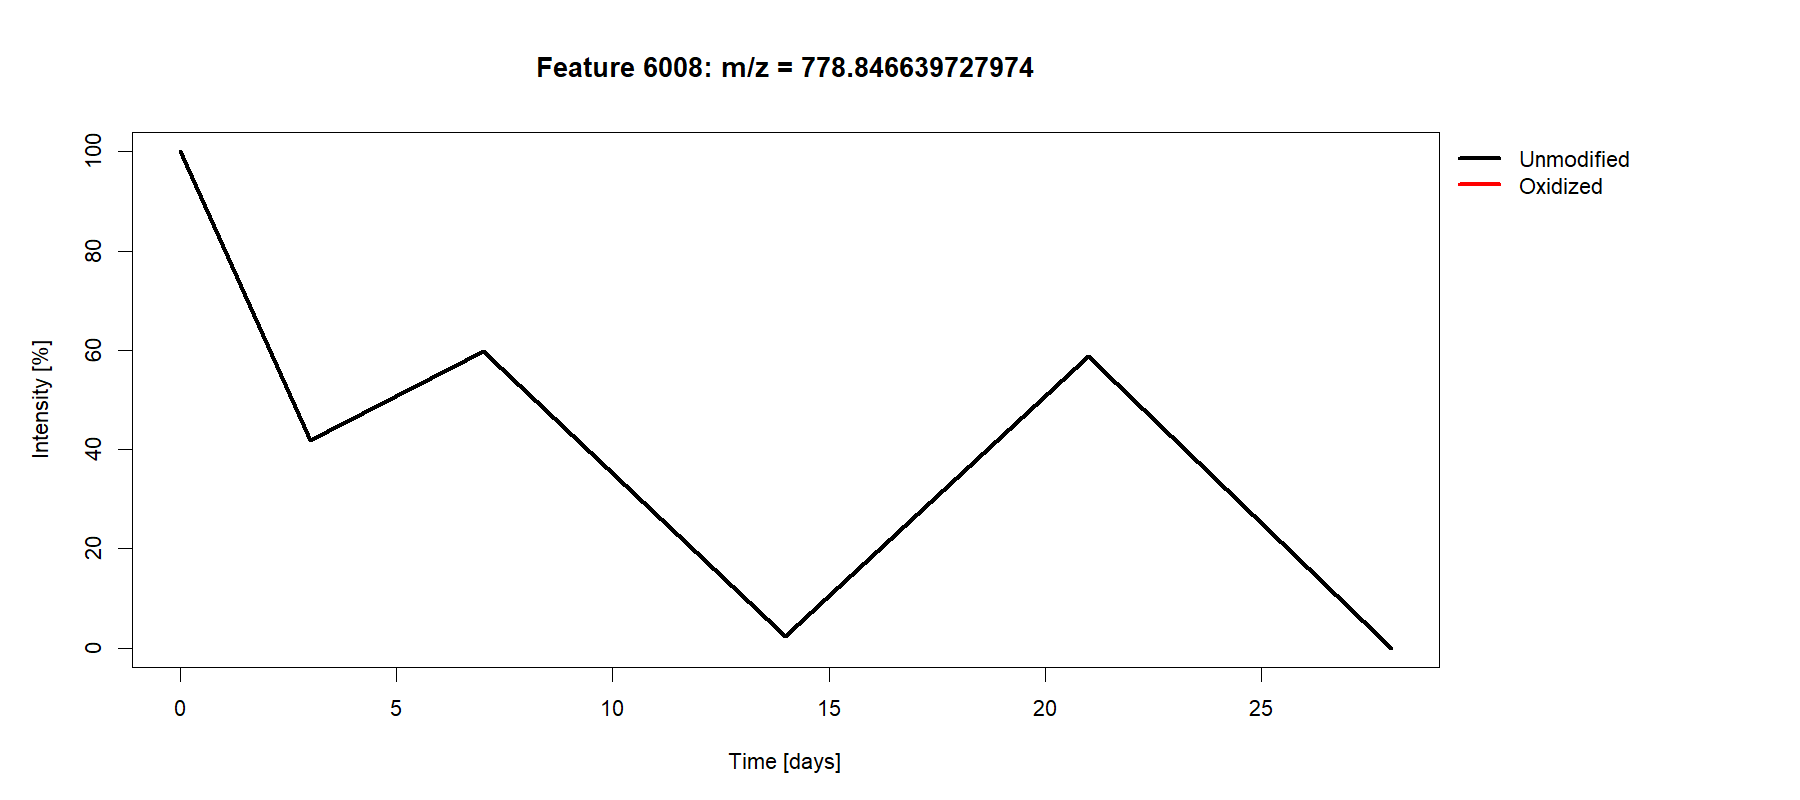 Feature 6008: m/z = 778.846639727974
Unmodified
Oxidized
Intensity [%]
100
80
60
40
20
0
0 5 10 15 20 25
Time [days]